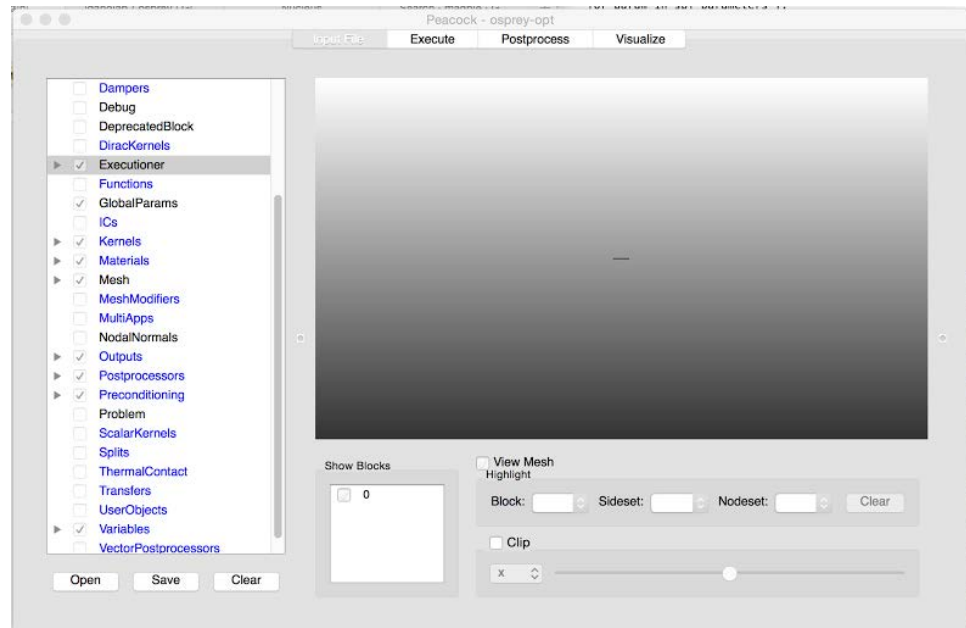 Peacock - osprey-opt
Input File Execute Postprocess Visualize
Dampers
Debug
DeprecatedBlock
DiracKernels
Executioner
Functions
GlobalParams
ICs
Kernels
Materials
Mesh
MeshModifiers
MultiApps
NodalNormals
Outputs
Postprocessors
Preconditioning
Problem
ScalarKernels
Splits
ThermalContact
Transfers
UserObjects
Variables
VectorPostprocessors
Open Save Clear
Show Blocks
0
View Mesh
Highlight
Block: Sideset: Nodeset: Clear
Clip
x